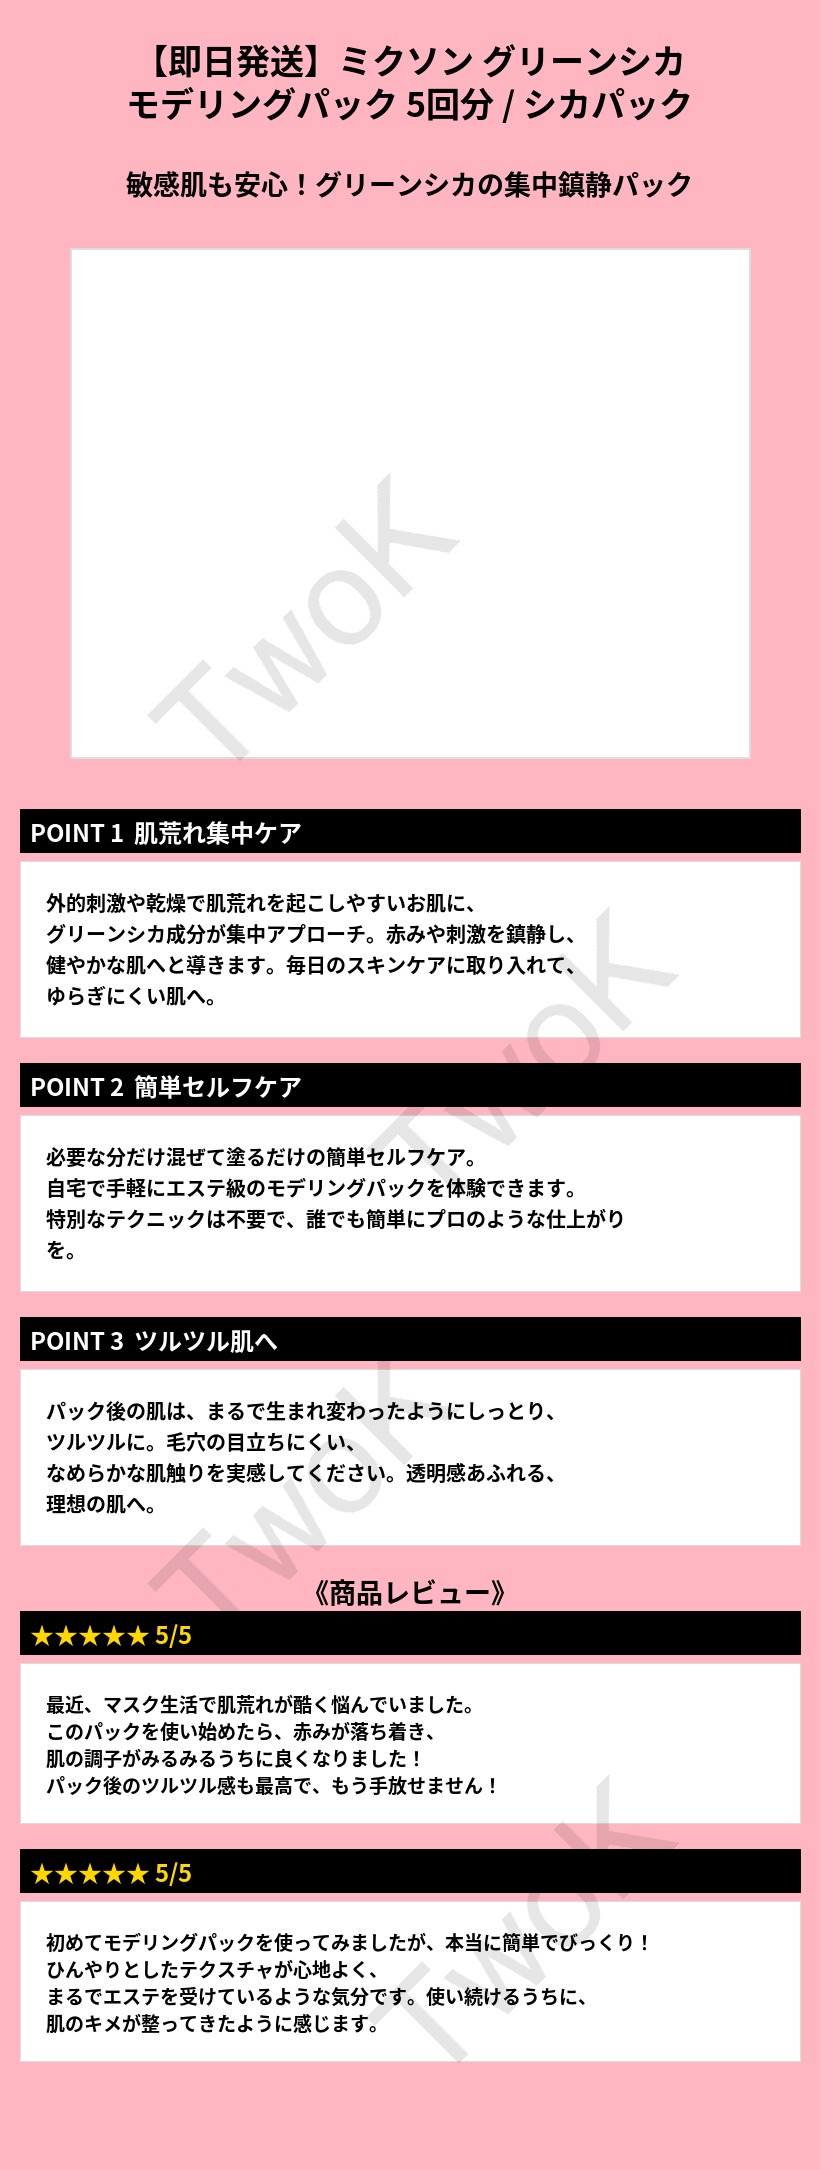 【即日発送】ミクソン グリーンシカ
モデリングパック 5回分 / シカパック
敏感肌も安心！グリーンシカの集中鎮静パック
TwoK
POINT 1 肌荒れ集中ケア
外的刺激や乾燥で肌荒れを起こしやすいお肌に、
グリーンシカ成分が集中アプローチ。赤みや刺激を鎮静し、
健やかな肌へと導きます。毎日のスキンケアに取り入れて、
ゆらぎにくい肌へ。
TwoK
POINT 2 簡単セルフケア
必要な分だけ混ぜて塗るだけの簡単セルフケア。
自宅で手軽にエステ級のモデリングパックを体験できます。
特別なテクニックは不要で、誰でも簡単にプロのような仕上がり
を。
POINT 3 ツルツル肌へ
パック後の肌は、まるで生まれ変わったようにしっとり、
ツルツルに。毛穴の目立ちにくい、
なめらかな肌触りを実感してください。透明感あふれる、
理想の肌へ。
TwoK
《商品レビュー》
★★★★★ 5/5
最近、マスク生活で肌荒れが酷く悩んでいました。
このパックを使い始めたら、赤みが落ち着き、
肌の調子がみるみるうちに良くなりました！
パック後のツルツル感も最高で、もう手放せません！
★★★★★ 5/5
初めてモデリングパックを使ってみましたが、本当に簡単でびっくり！
ひんやりとしたテクスチャが心地よく、
まるでエステを受けているような気分です。使い続けるうちに、
肌のキメが整ってきたように感じます。
TwoK